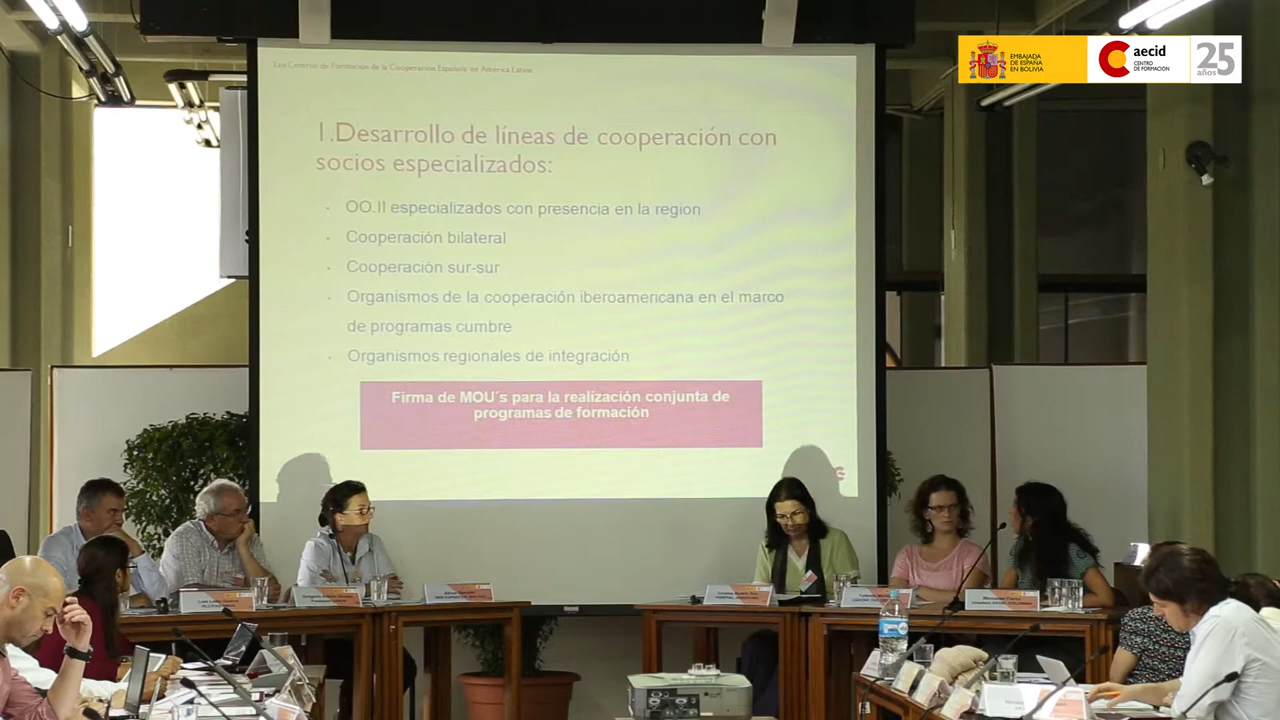 Los Centros de Formación de la Cooperación Española en América Latina
1.Desarrollo de líneas de cooperación con
socios especializados:
- OO.II especializados con presencia en la region
- Cooperación bilateral
- Cooperación sur-sur
- Organismos de la cooperación iberoamericana en el marco
de programas cumbre
- Organismos regionales de integración
Firma de MOU´s para la realización conjunta de
programas de formación
EMBAJADA
DE ESPAÑA
EN BOLIVIA
aecid
CENTRO
DE FORMACIÓN
25
años